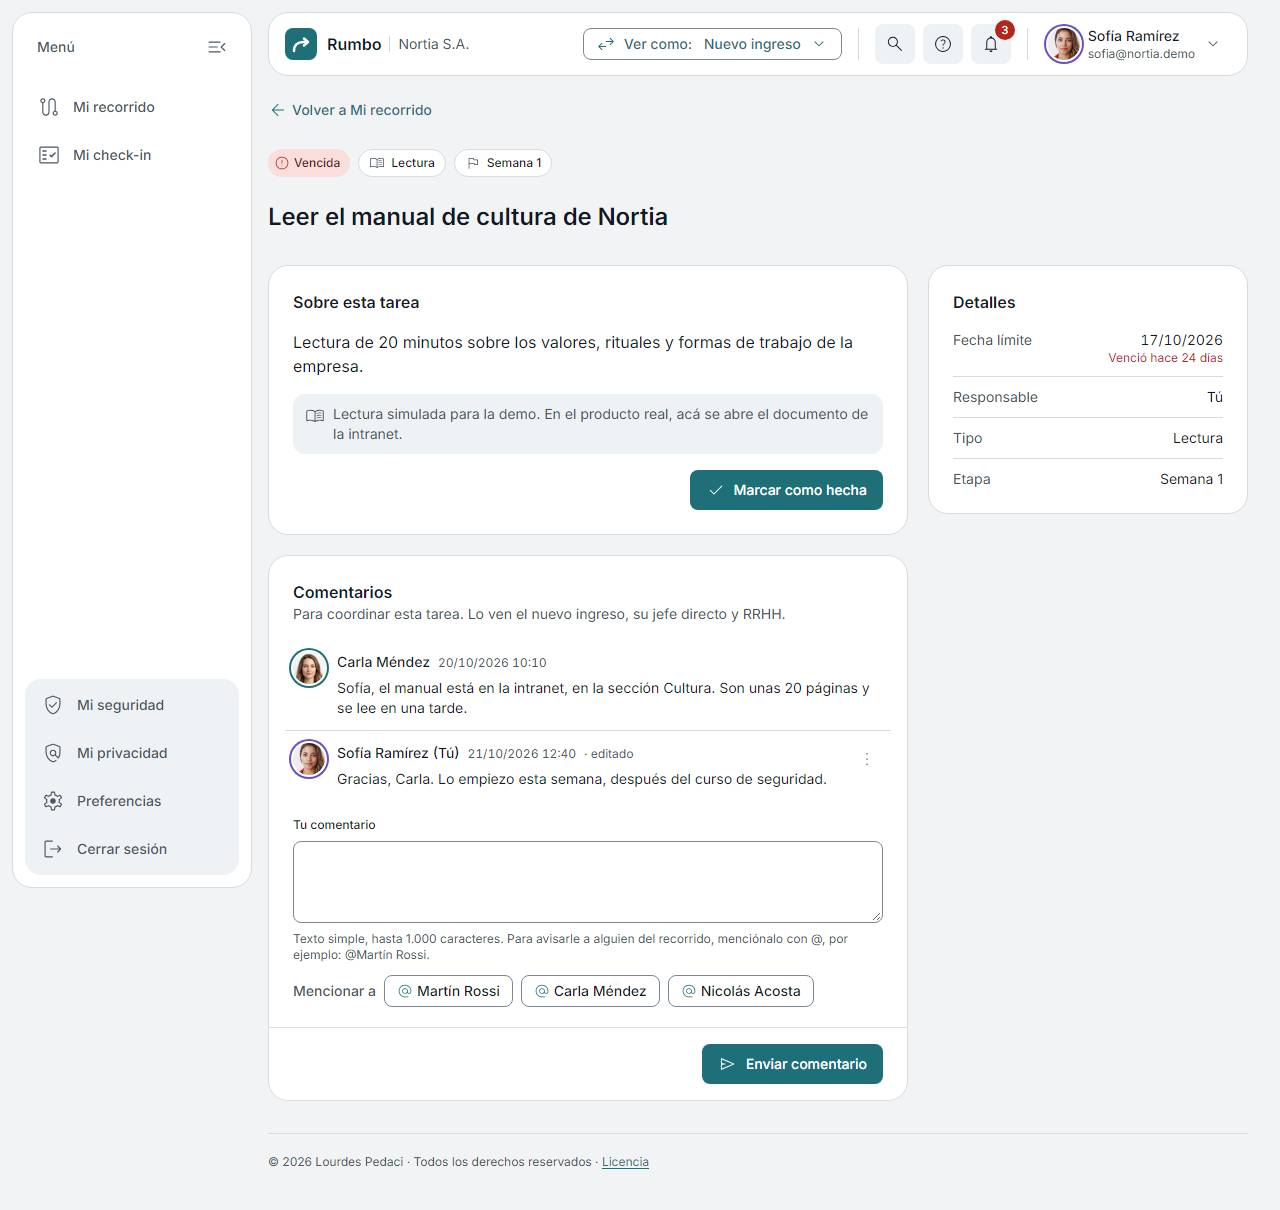 Menú
Mi recorrido
Mi check-in
Mi seguridad
Mi privacidad
Preferencias
Cerrar sesión
Rumbo
Nortia S.A.
Ver como: Nuevo ingreso
3
Sofía Ramírez
sofia@nortia.demo
Volver a Mi recorrido
Vencida
Lectura
Semana 1
Leer el manual de cultura de Nortia
Sobre esta tarea
Lectura de 20 minutos sobre los valores, rituales y formas de trabajo de la
empresa.
Lectura simulada para la demo. En el producto real, acá se abre el documento de
la intranet.
Marcar como hecha
Detalles
Fecha límite 17/10/2026
Venció hace 24 días
Responsable Tú
Tipo Lectura
Etapa Semana 1
Comentarios
Para coordinar esta tarea. Lo ven el nuevo ingreso, su jefe directo y RRHH.
Carla Méndez 20/10/2026 10:10
Sofía, el manual está en la intranet, en la sección Cultura. Son unas 20 páginas y
se lee en una tarde.
Sofía Ramírez (Tú) 21/10/2026 12:40 · editado
Gracias, Carla. Lo empiezo esta semana, después del curso de seguridad.
Tu comentario
Texto simple, hasta 1.000 caracteres. Para avisarle a alguien del recorrido, menciónalo con @, por
ejemplo: @Martín Rossi.
Mencionar a @ Martín Rossi @ Carla Méndez @ Nicolás Acosta
Enviar comentario
© 2026 Lourdes Pedaci · Todos los derechos reservados · Licencia